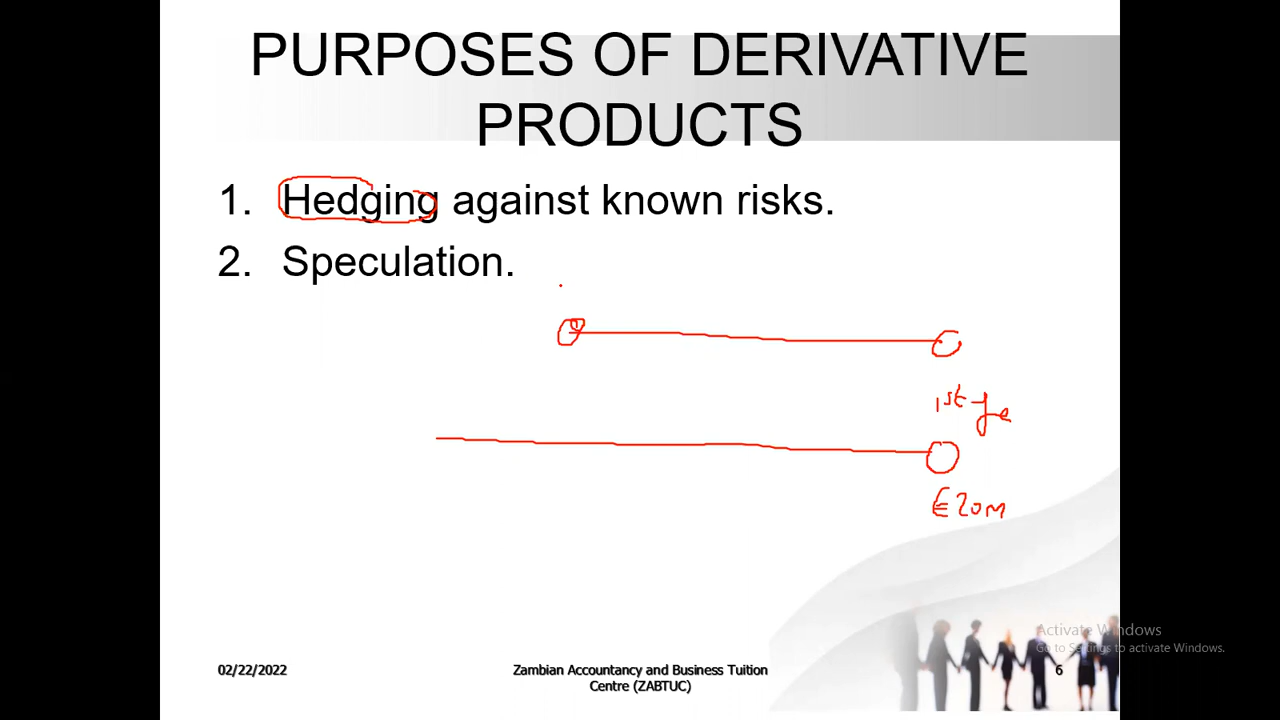 PURPOSES OF DERIVATIVE
PRODUCTS
1. Hedging against known risks.
2. Speculation.
1st
€20m
Activate Windows
Go to Settings to activate Windows.
02/22/2022
Zambian Accountancy and Business Tuition
Centre (ZABTUC)
6